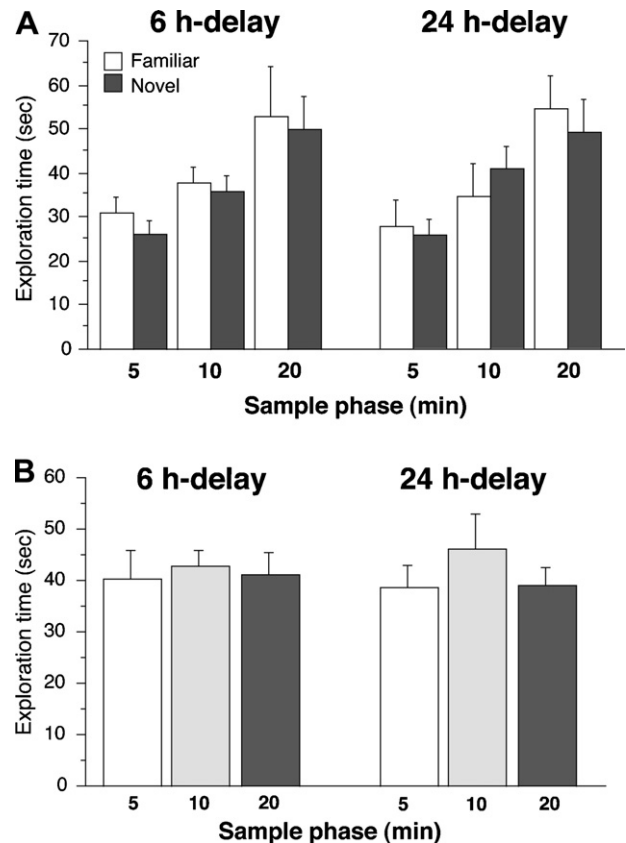 A
6 h-delay 24 h-delay
Familiar
Novel
Exploration time (sec)
70
60
50
40
30
20
10
0
5 10 20 5 10 20
Sample phase (min)
B
6 h-delay 24 h-delay
Exploration time (sec)
60
50
40
30
20
10
0
5 10 20 5 10 20
Sample phase (min)